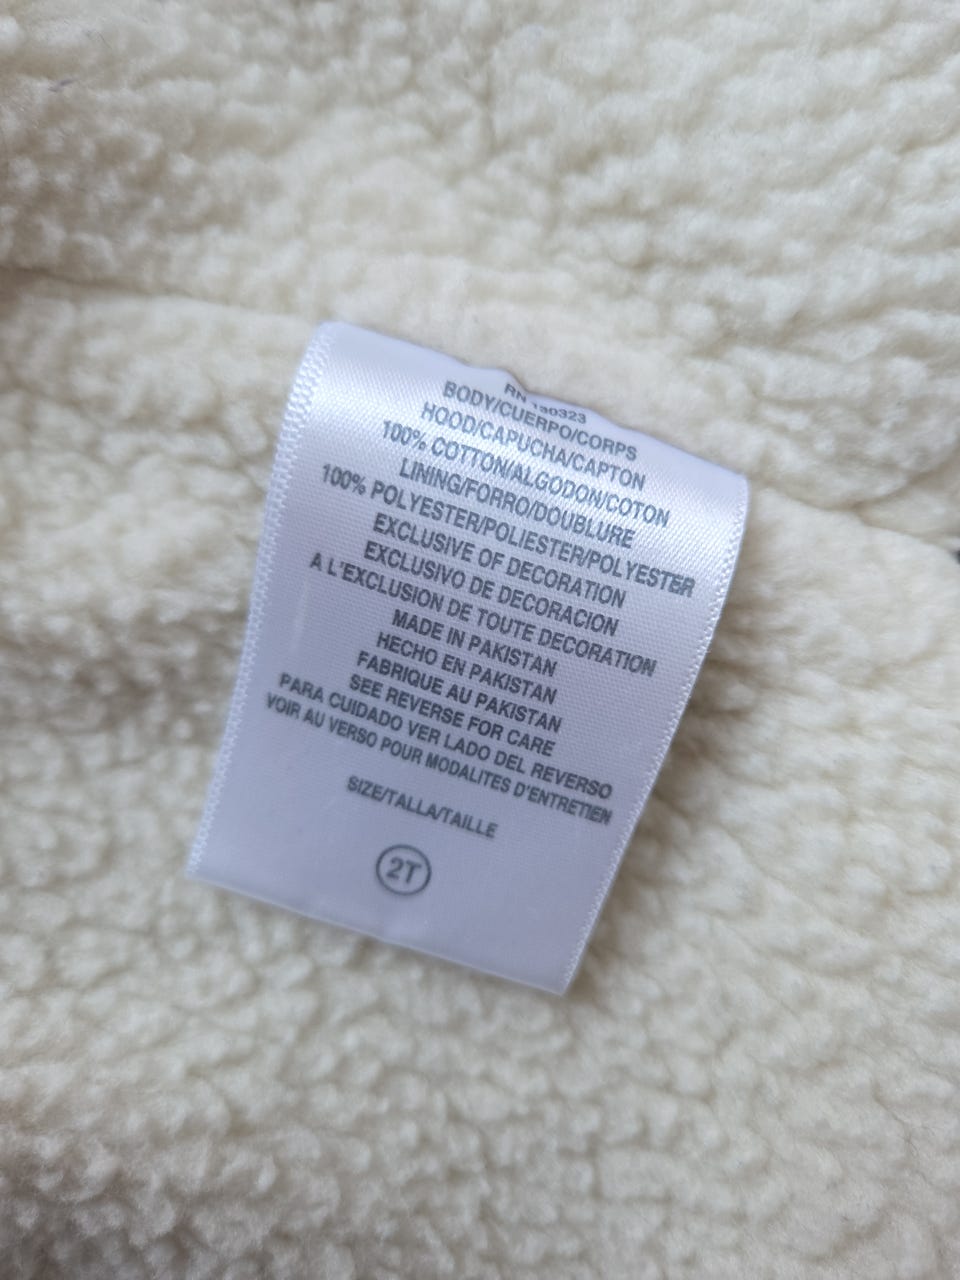 RN 130323
BODY/CUERPO/CORPS
HOOD/CAPUCHA/CAPTON
100% COTTON/ALGODON/COTON
LINING/FORRO/DOUBLURE
100% POLYESTER/POLIESTER/POLYESTER
EXCLUSIVE OF DECORATION
EXCLUSIVO DE DECORACION
A L'EXCLUSION DE TOUTE DECORATION
MADE IN PAKISTAN
HECHO EN PAKISTAN
FABRIQUE AU PAKISTAN
SEE REVERSE FOR CARE
PARA CUIDADO VER LADO DEL REVERSO
VOIR AU VERSO POUR MODALITES D'ENTRETIEN
SIZE/TALLA/TAILLE
2T